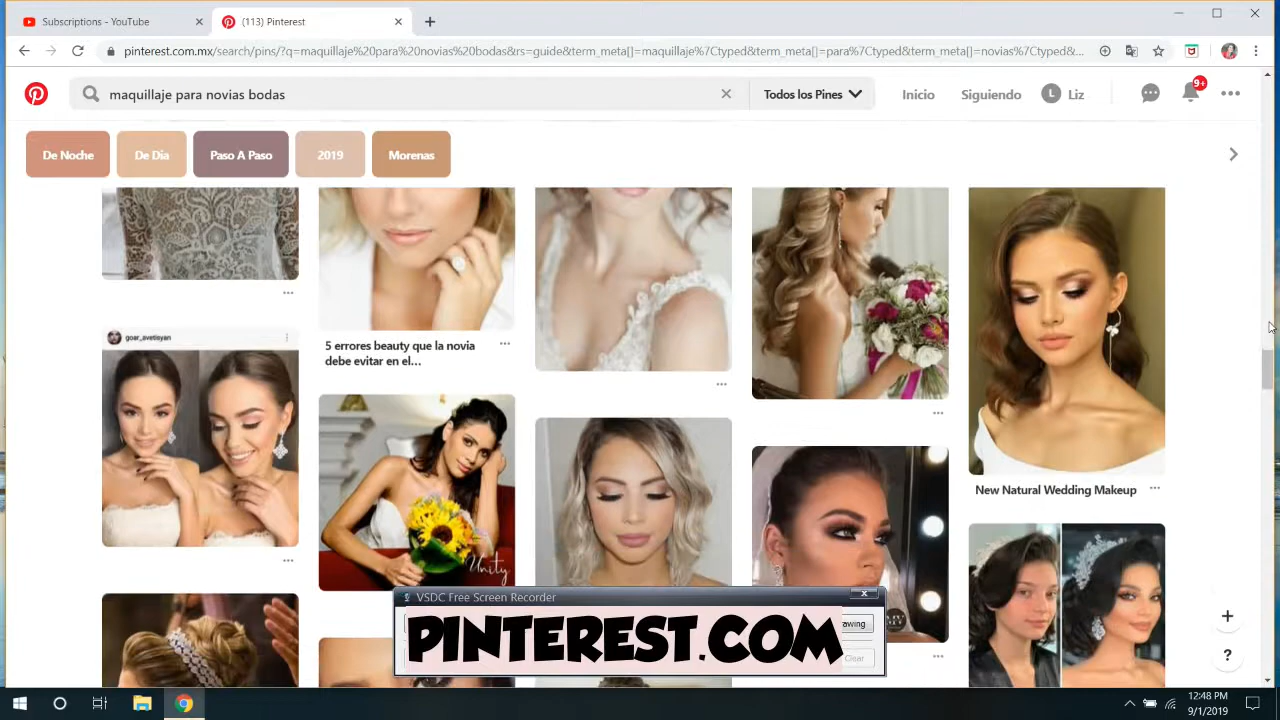 Subscriptions - YouTube
(113) Pinterest
pinterest.com.mx/search/pins/?q=maquillaje%20para%20novias%20bodas&rs=guide&term_meta[]=maquillaje%7Ctyped&term_meta[]=para%7Ctyped&term_meta[]=novias%7Ctyped&...
maquillaje para novias bodas
Todos los Pines
Inicio
Siguiendo
L Liz
9+
De Noche
De Día
Paso A Paso
2019
Morenas
goar_avetisyan
5 errores beauty que la novia
debe evitar en el...
New Natural Wedding Makeup
Unity
VSDC Free Screen Recorder
PINTEREST.COM
Clear
12:48 PM
9/1/2019